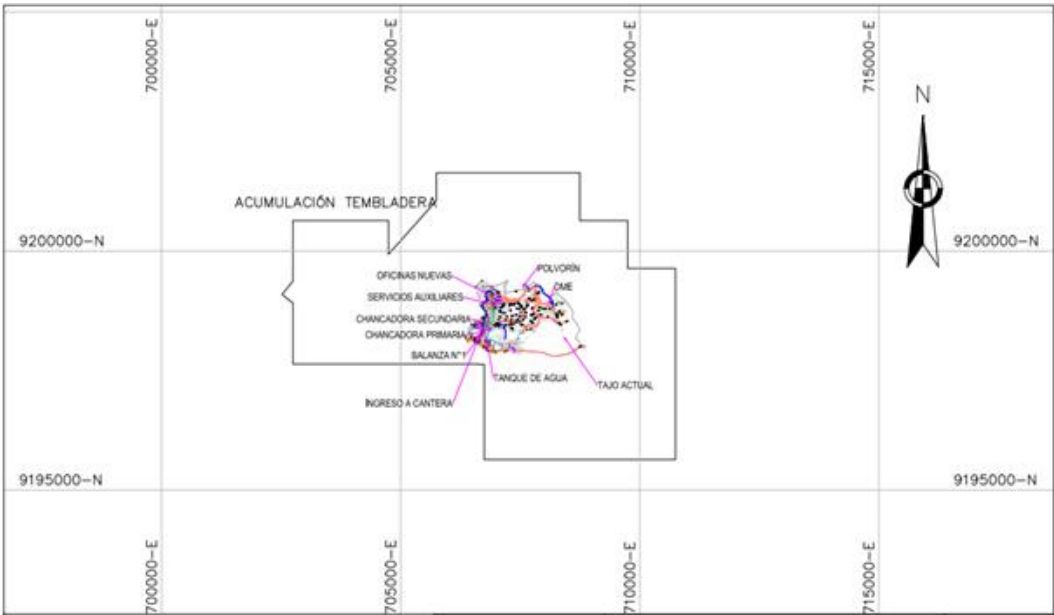 700000-E
705000-E
710000-E
715000-E
N
ACUMULACIÓN TEMBLADERA
9200000-N
9200000-N
OFICINAS NUEVAS
POLVORÍN
SERVICIOS AUXILIARES
DME
CHANCADORA SECUNDARIA
CHANCADORA PRIMARIA
BALANZA N°1
TANQUE DE AGUA
TAJO ACTUAL
INGRESO A CANTERA
9195000-N
9195000-N
700000-E
705000-E
710000-E
715000-E